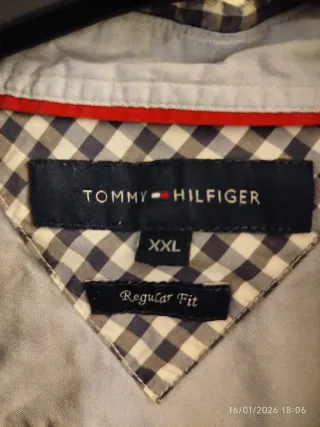 TOMMY HILFIGER
XXL
Regular Fit
16/01/2026 18:06